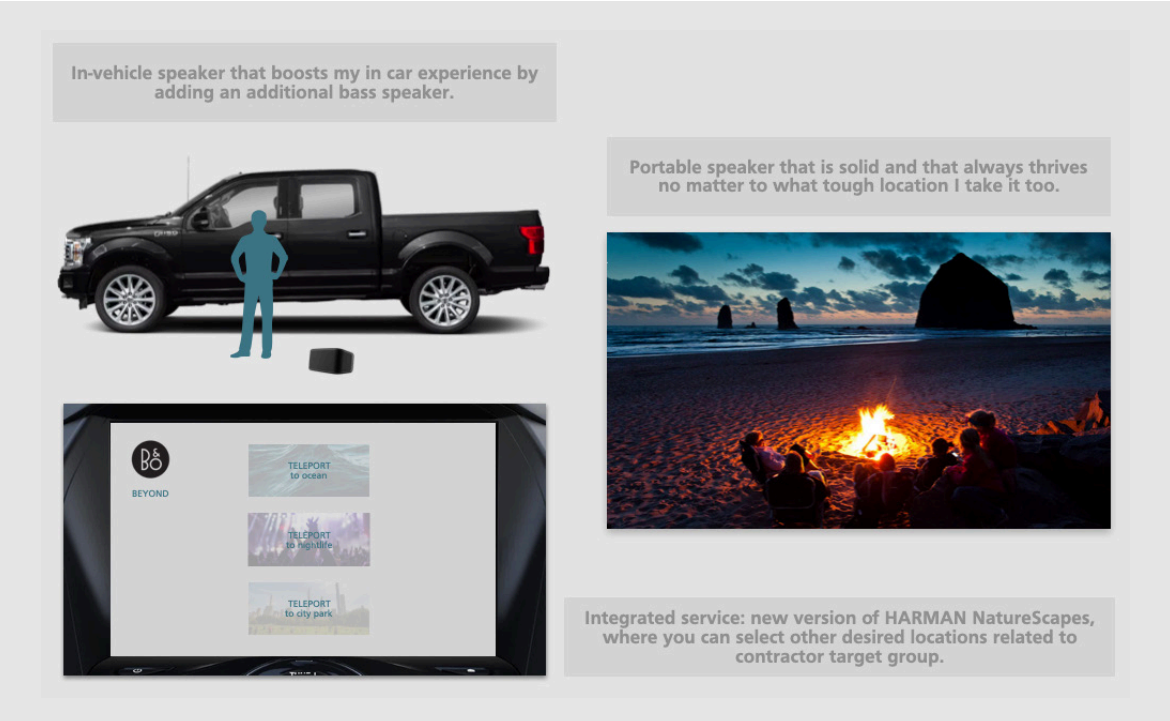 In-vehicle speaker that boosts my in car experience by
adding an additional bass speaker.
Portable speaker that is solid and that always thrives
no matter to what tough location I take it too.
B&O
BEYOND
TELEPORT
to ocean
TELEPORT
to nightlife
TELEPORT
to city park
Integrated service: new version of HARMAN NatureScapes,
where you can select other desired locations related to
contractor target group.